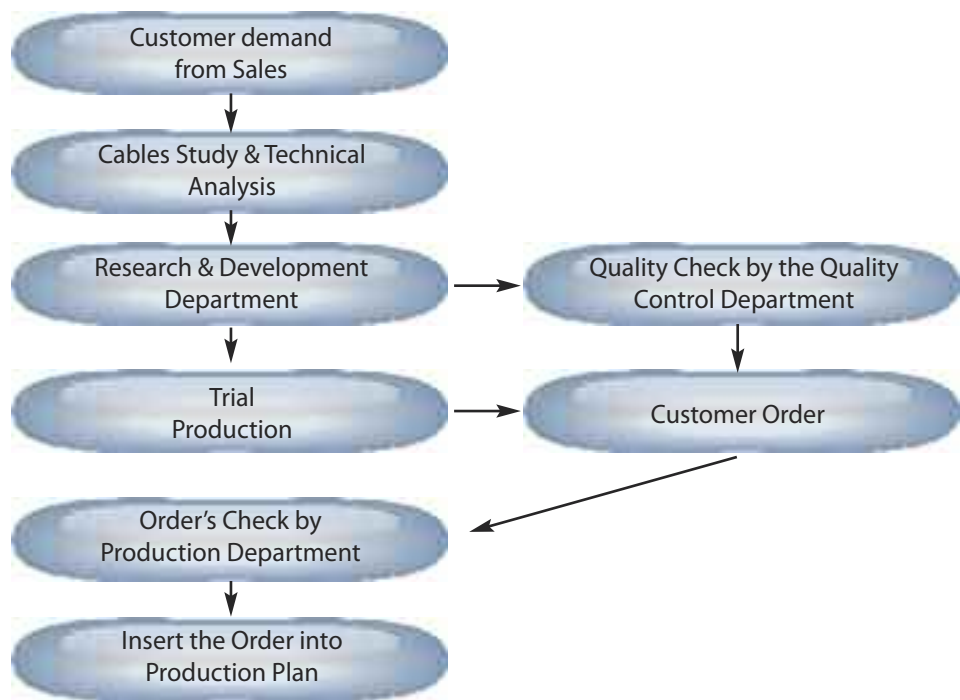 Customer demand
from Sales
Cables Study & Technical
Analysis
Research & Development
Department
Quality Check by the Quality
Control Department
Trial
Production
Customer Order
Order’s Check by
Production Department
Insert the Order into
Production Plan